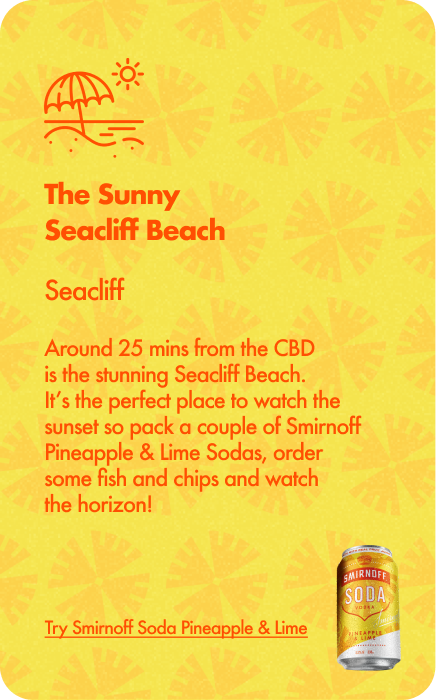 The Sunny
Seacliff Beach
Seacliff
Around 25 mins from the CBD
is the stunning Seacliff Beach.
It's the perfect place to watch the
sunset so pack a couple of Smirnoff
Pineapple & Lime Sodas, order
some fish and chips and watch
the horizon!
SMIRNOFF
SODA
VODKA
PINEAPPLE
& LIME
Try Smirnoff Soda Pineapple & Lime